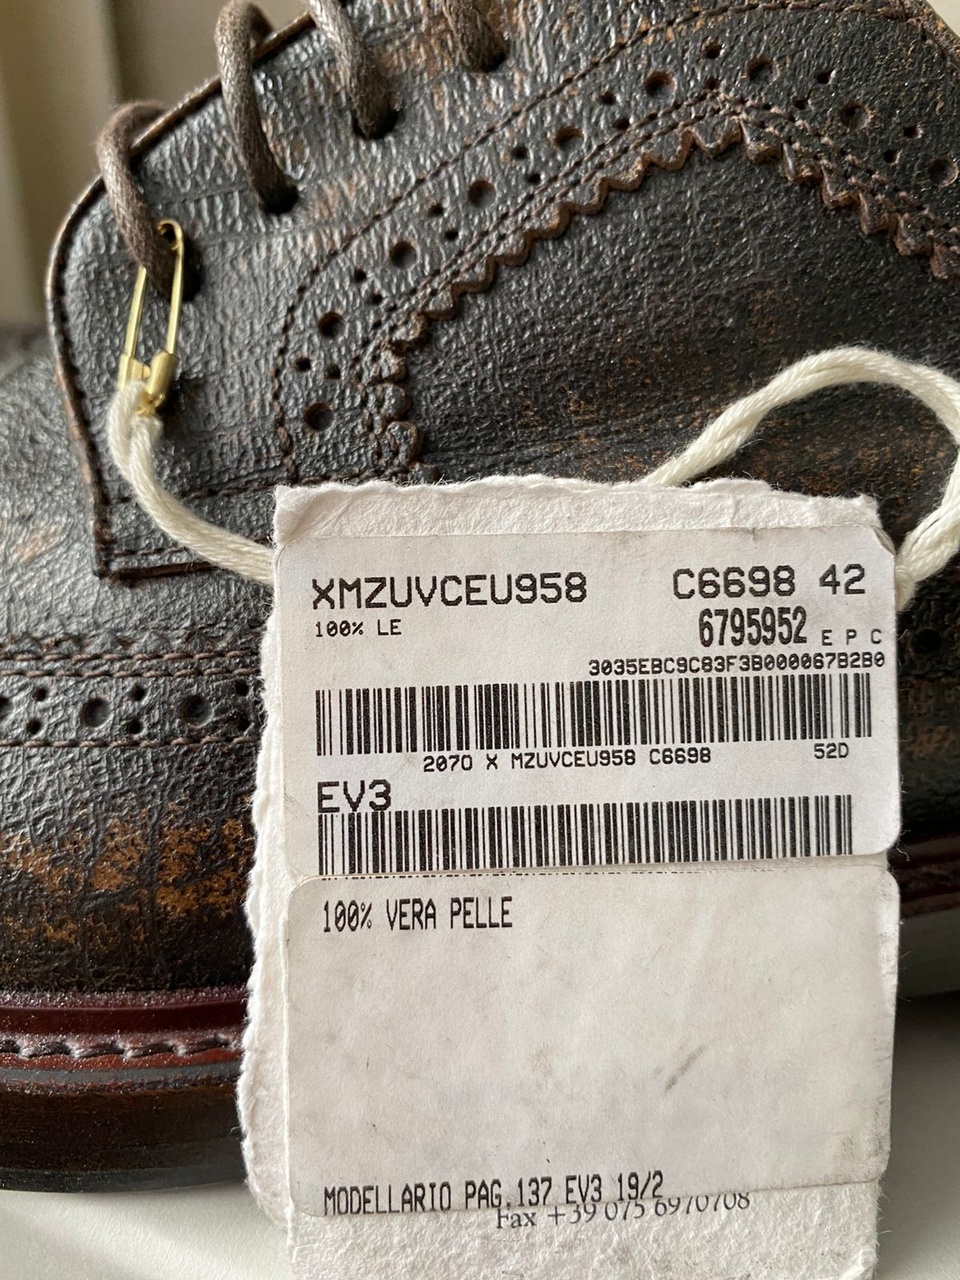 XMZUVCEU958 C6698 42
100% LE 6795952 E P C
3035EBC9C83F3B000067B2B0
2070 X MZUVCEU958 C6698 52D
EV3
100% VERA PELLE
MODELLARIO PAG.137 EV3 19/2
Fax +39 075 6970708